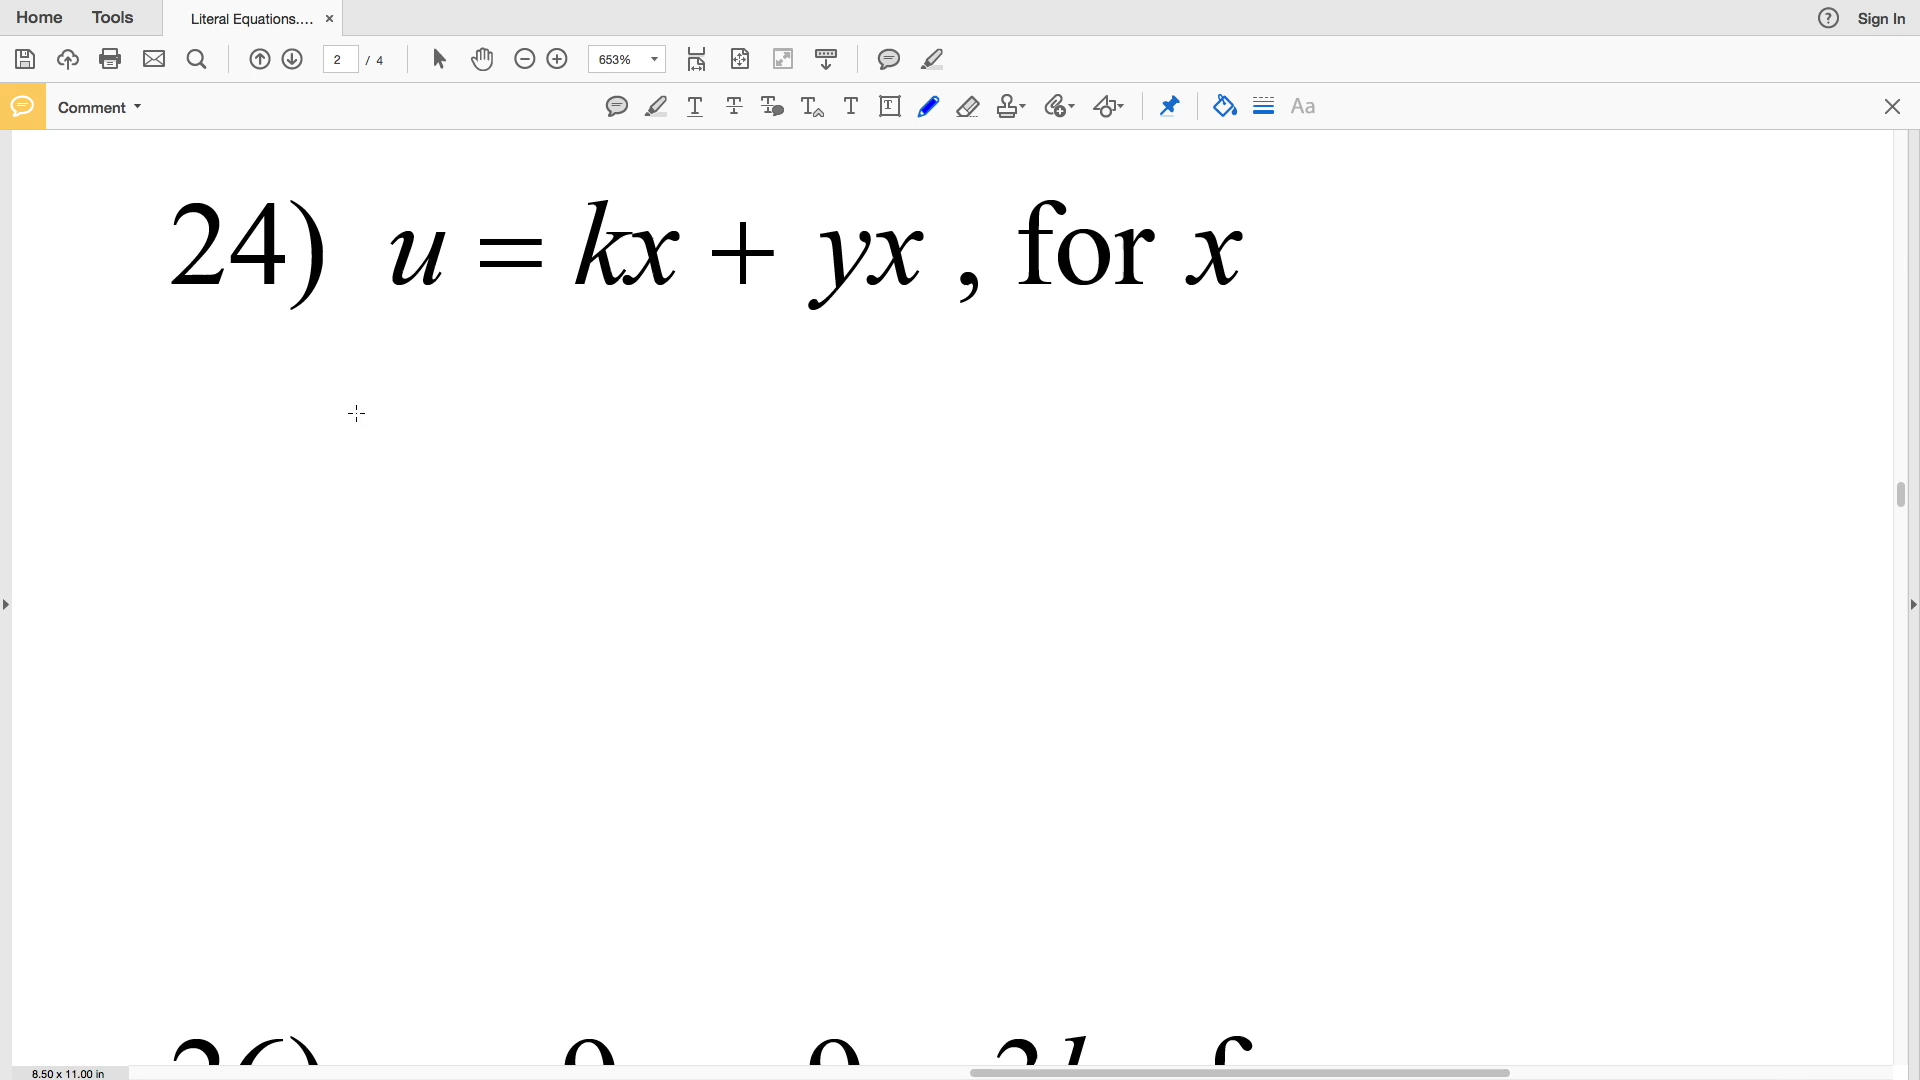 Home Tools Literal Equations.... × ? Sign In
2 / 4 653%
Comment Aa
24) u = kx + yx , for x
8.50 x 11.00 in